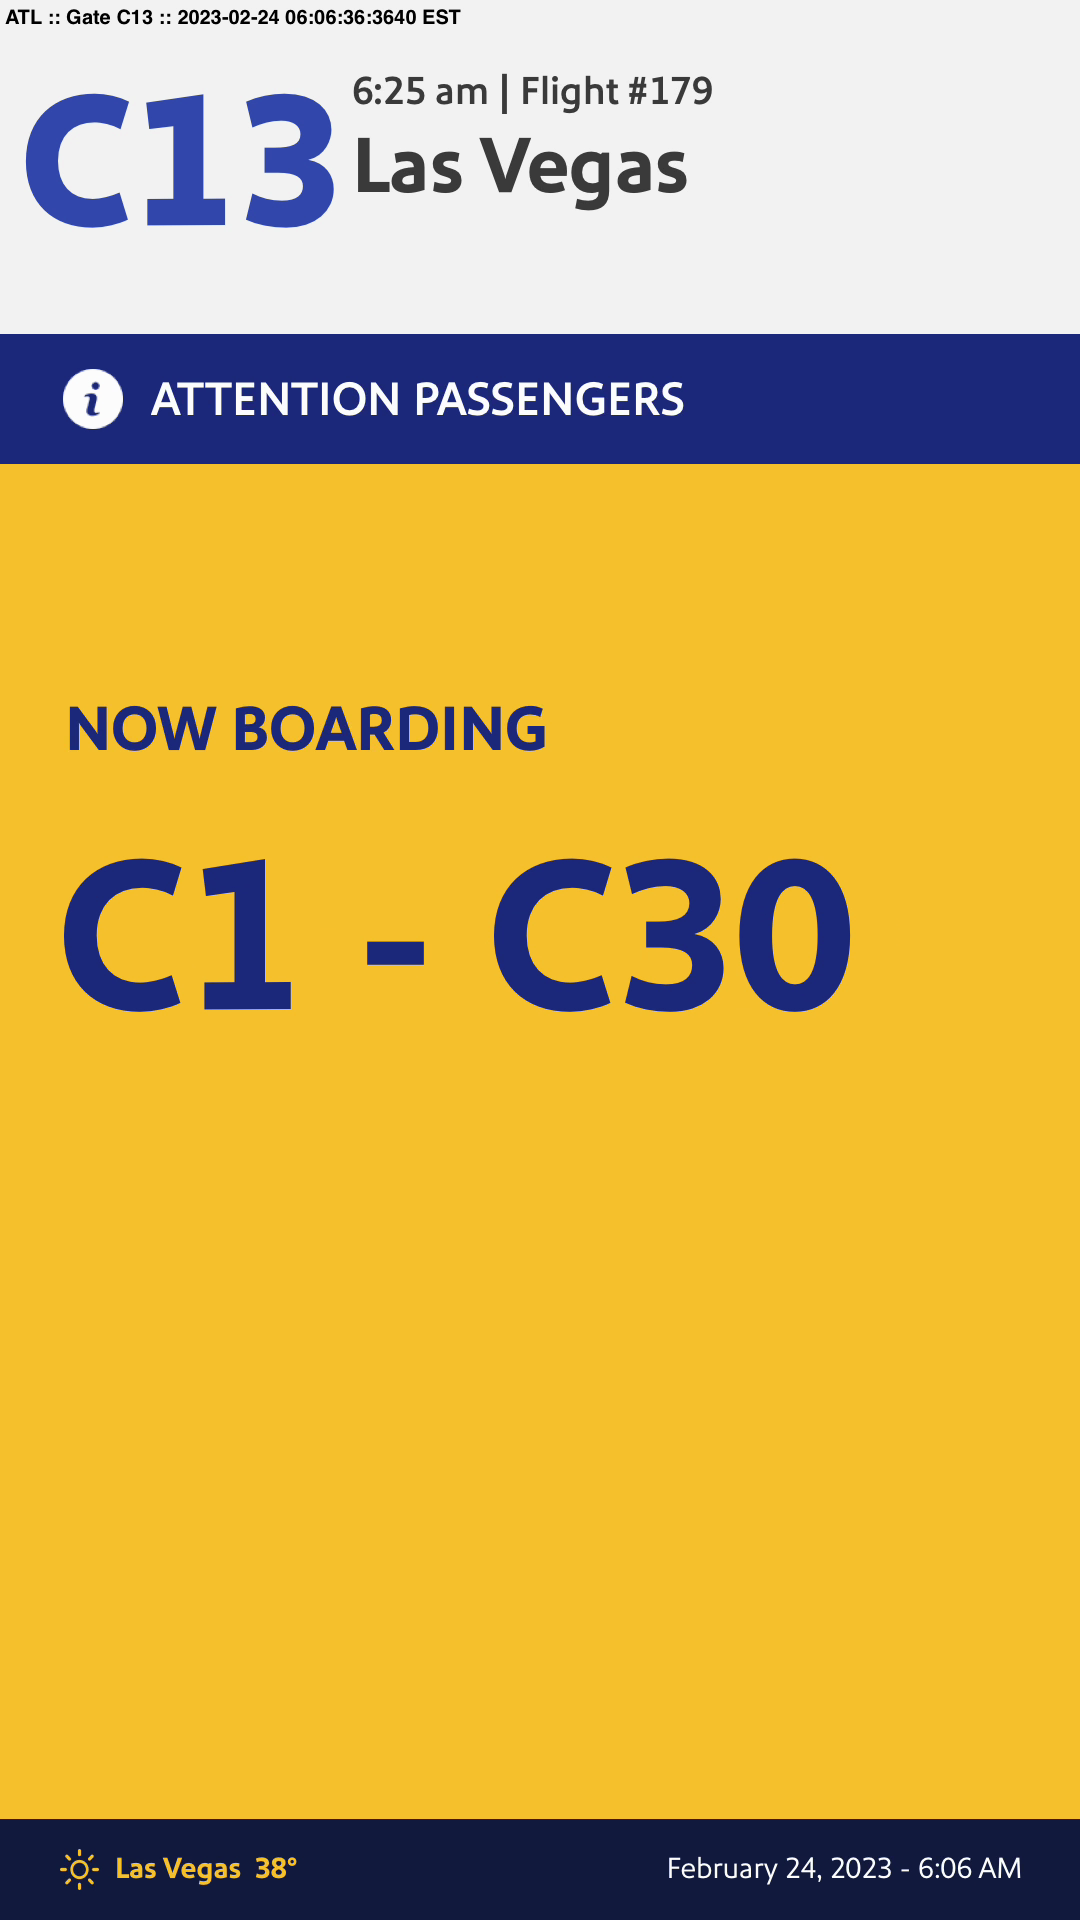 ATL :: Gate C13 :: 2023-02-24 06:06:36:3640 EST
C13
6:25 am | Flight #179
Las Vegas
i ATTENTION PASSENGERS
NOW BOARDING
C1 - C30
Las Vegas 38°
February 24, 2023 - 6:06 AM